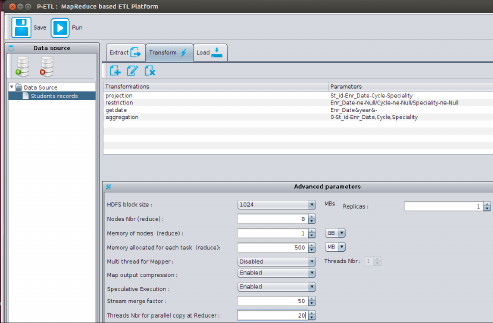 P-ETL : MapReduce based ETL Platform
Save Run
Data source
Data Source
Students records
Extract Transform Load
Transformations Parameters
projection St_id-Enr_Date-Cycle-Speciality
restriction Enr_Date-ne-Null/Cycle-ne-Null/Speciality-ne-Null
getdate Enr_Date&year&-
aggregation 0-St_id-Enr_Date,Cycle,Speciality
Advanced parameters
HDFS block size : 1024 MBs Replicas : 1
Nodes Nbr (reduce) : 8
Memory of nodes (reduce): 1 GB
Memory allocated for each task (reduce): 500 MB
Multi thread for Mapper : Disabled Threads Nbr : 1
Map output compression : Enabled
Speculative Execution : Enabled
Stream merge factor : 50
Threads Nbr for parallel copy at Reducer : 20